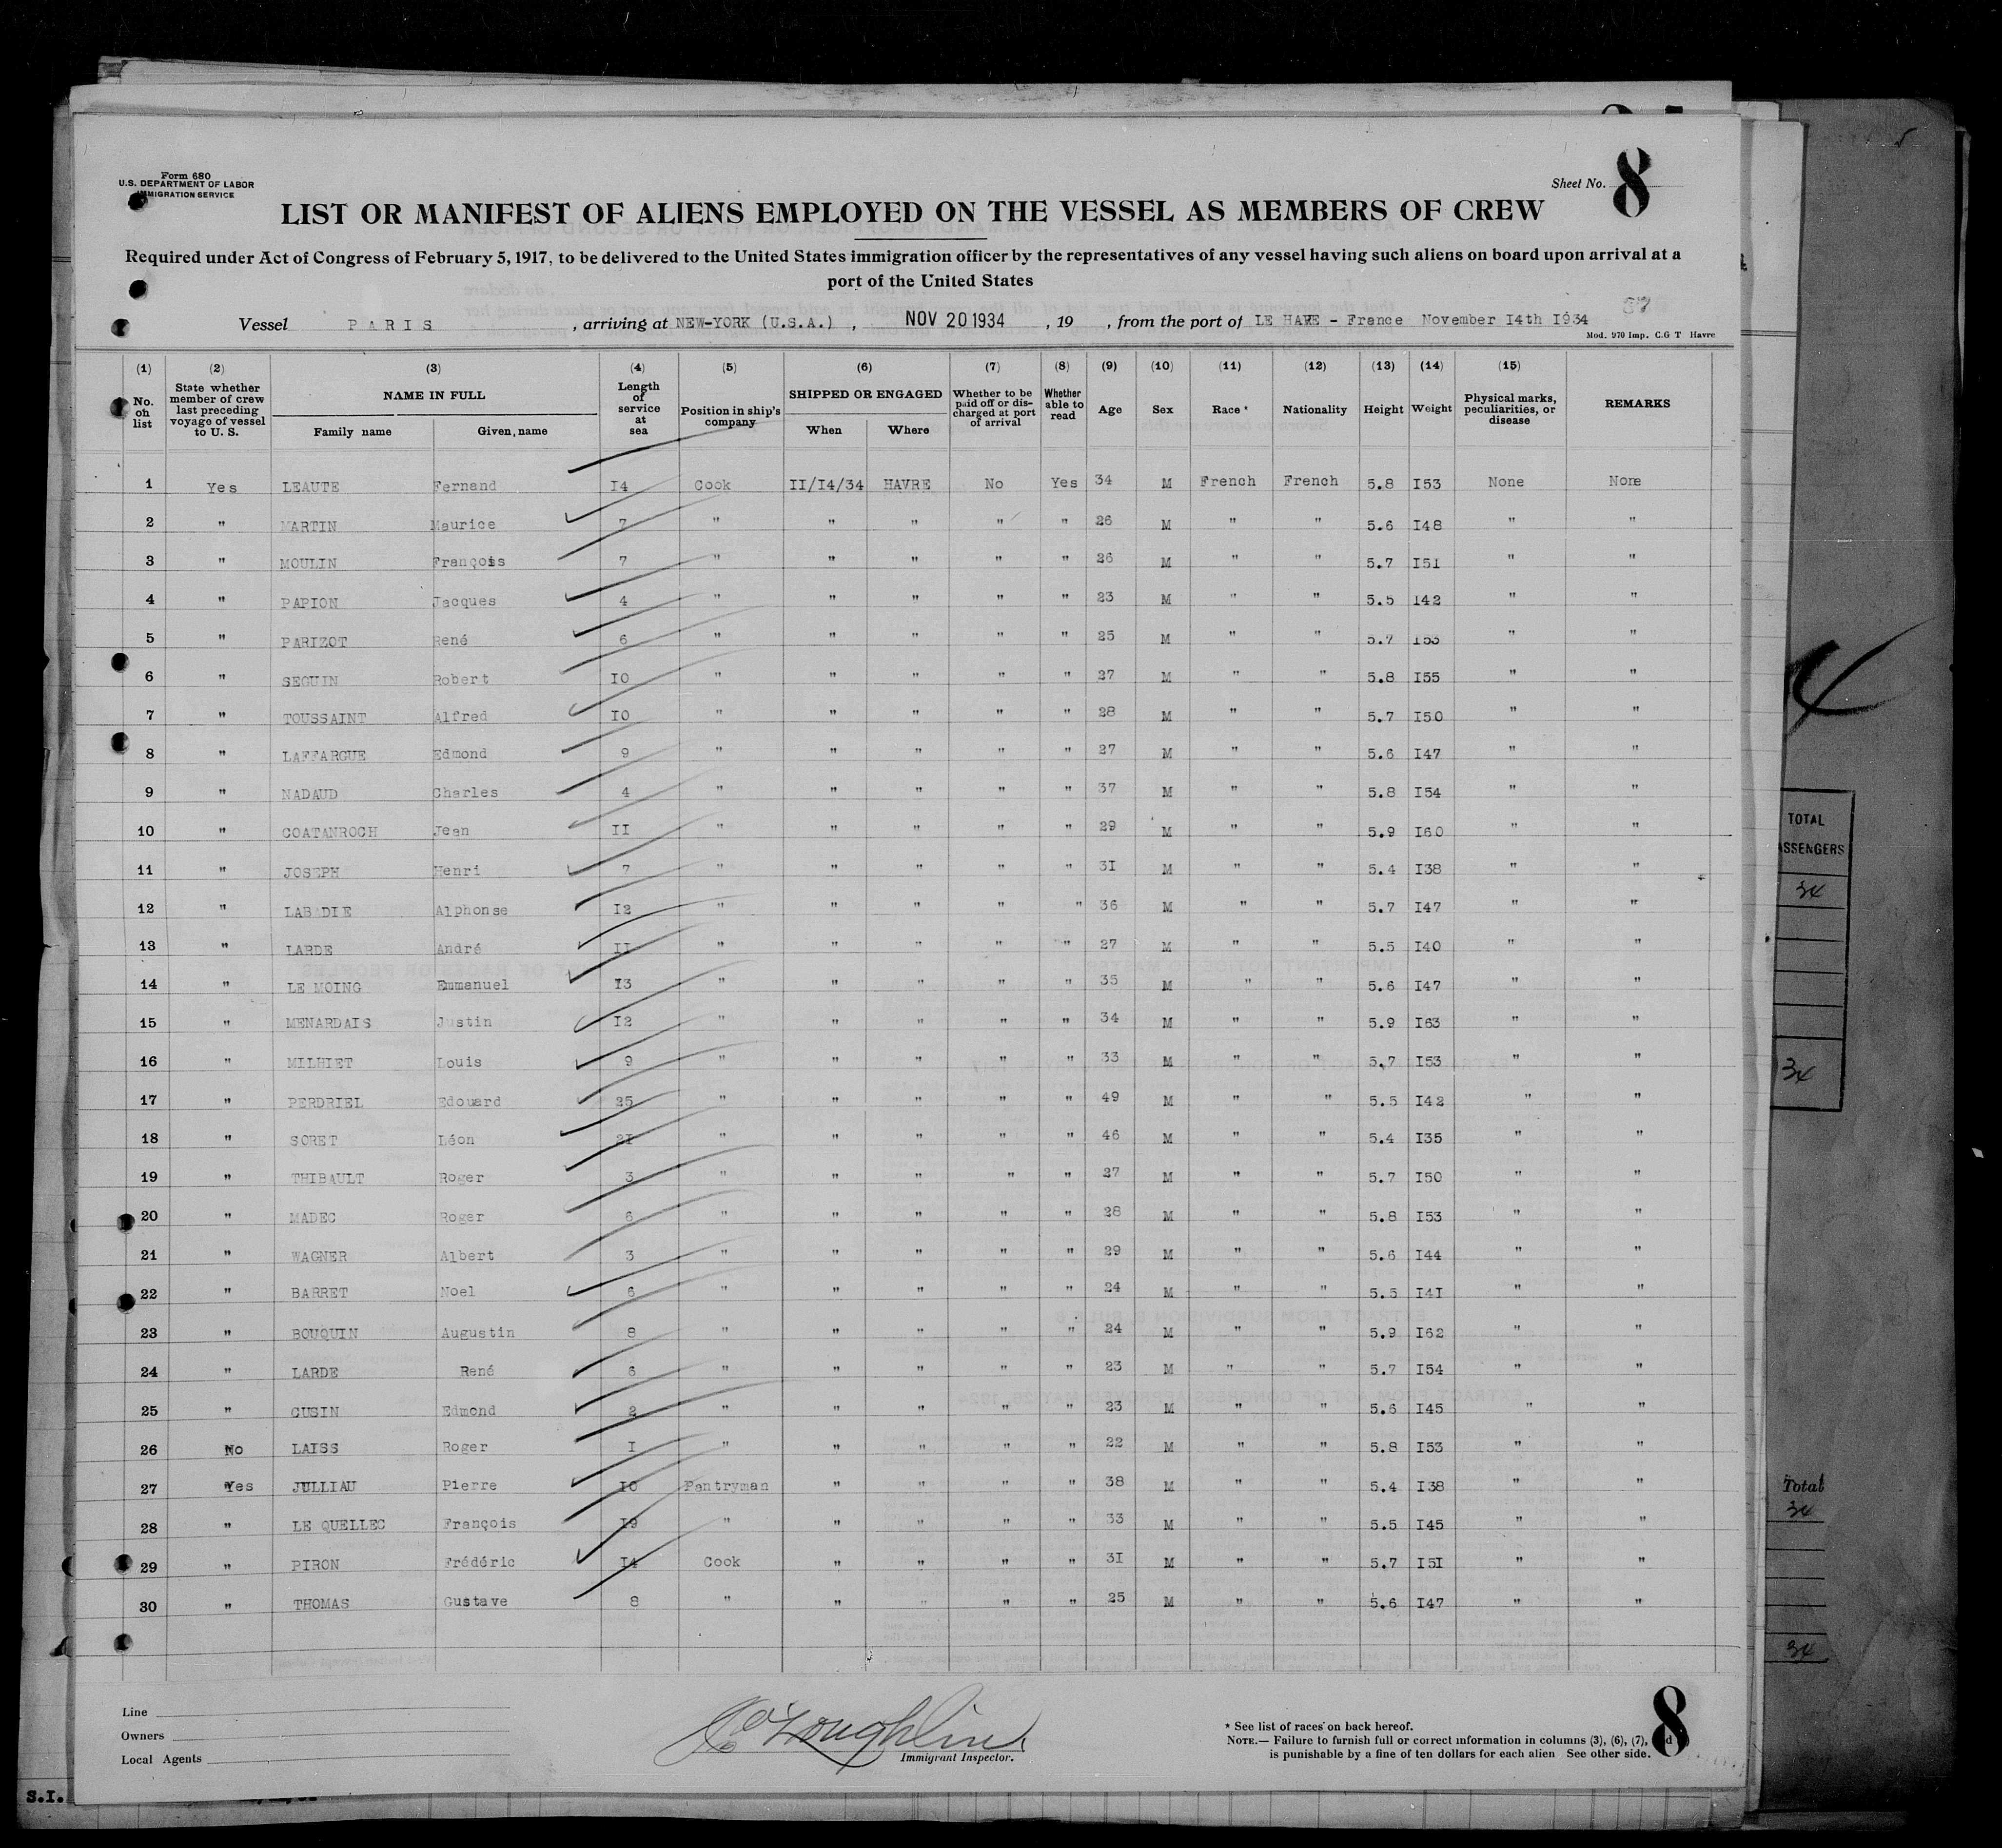 Form 680
U.S. DEPARTMENT OF LABOR
IMMIGRATION SERVICE
Sheet No. 8
LIST OR MANIFEST OF ALIENS EMPLOYED ON THE VESSEL AS MEMBERS OF CREW
Required under Act of Congress of February 5, 1917, to be delivered to the United States immigration officer by the representatives of any vessel having such aliens on board upon arrival at a
port of the United States
87
Vessel PARIS , arriving at NEW-YORK (U.S.A.) , NOV 20 1934 , 19 , from the port of LE HAVRE - France November I4th I934
Mod. 970 Imp. C.G T Havre
(1) (2) (3) (4) (5) (6) (7) (8) (9) (10) (11) (12) (13) (14) (15)
No. on list | State whether member of crew last preceding voyage of vessel to U. S. | NAME IN FULL | Family name | Given, name | Length of service at sea | Position in ship's company | SHIPPED OR ENGAGED | When | Where | Whether to be paid off or discharged at port of arrival | Whether able to read | Age | Sex | Race * | Nationality | Height | Weight | Physical marks, peculiarities, or disease | REMARKS
1 Yes LEAUTE Fernand I4 Cook II/I4/34 HAVRE No Yes 34 M French French 5.8 I53 None None
2 " MARTIN Maurice 7 " " " " " 26 M " " 5.6 I48 " "
3 " MOULIN François 7 " " " " " 26 M " " 5.7 I51 " "
4 " PAPION Jacques 4 " " " " " 23 M " " 5.5 I42 " "
5 " PARIZOT René 6 " " " " " 25 M " " 5.7 " "
6 " SEGUIN Robert IO " " " " " 27 M " " 5.8 I55 " "
7 " TOUSSAINT Alfred IO " " " " " 28 M " " 5.7 I50 " "
8 " LAFFARGUE Edmond 9 " " " " " 27 M " " 5.6 I47 " "
9 " NADAUD Charles 4 " " " " " 37 M " " 5.8 I54 " "
10 " COATANROCH Jean II " " " " " 29 M " " 5.9 I60 " "
11 " JOSEPH Henri 7 " " " " " 3I M " " 5.4 I38 " "
12 " LABADIE Alphonse I2 " " " " " 36 M " " 5.7 I47 " "
13 " LARDE André II " " " " " 27 M " " 5.5 I40 " "
14 " LE MOING Emmanuel I3 " " " " " 35 M " " 5.6 I47 " "
15 " MENARDAIS Justin I2 " " " " " 34 M " " 5.9 I63 " "
16 " MILHIET Louis 9 " " " " " 33 M " " 5.7 I53 " "
17 " PERDRIEL Edouard 25 " " " " " 49 M " " 5.5 I42 " "
18 " SORET Léon 2I " " " " " 46 M " " 5.4 I35 " "
19 " THIBAULT Roger 3 " " " " " 27 M " " 5.7 I50 " "
20 " MADEC Roger 6 " " " " " 28 M " " 5.8 I53 " "
21 " WAGNER Albert 3 " " " " " 29 M " " 5.6 I44 " "
22 " BARRET Noel 6 " " " " " 24 M " " 5.5 I4I " "
23 " BOUQUIN Augustin 8 " " " " " 24 M " " 5.9 I62 " "
24 " LARDE René 6 " " " " " 23 M " " 5.7 I54 " "
25 " CUSIN Edmond 2 " " " " " 23 M " " 5.6 I45 " "
26 No LAISS Roger I " " " " " 22 M " " 5.8 I53 " "
27 Yes JULLIAU Pierre IO Pantryman " " " " 38 M " " 5.4 I38 " "
28 " LE QUELLEC François I9 " " " " " 33 M " " 5.5 I45 " "
29 " PIRON Frédéric I4 Cook " " " " 3I M " " 5.7 I5I " "
30 " THOMAS Gustave 8 " " " " " 25 M " " 5.6 I47 " "
Line
Owners
Local Agents
Immigrant Inspector.
* See list of races on back hereof.
NOTE.— Failure to furnish full or correct information in columns (3), (6), (7),
is punishable by a fine of ten dollars for each alien See other side.
8
TOTAL
34
34
Total
34
34
S.I.